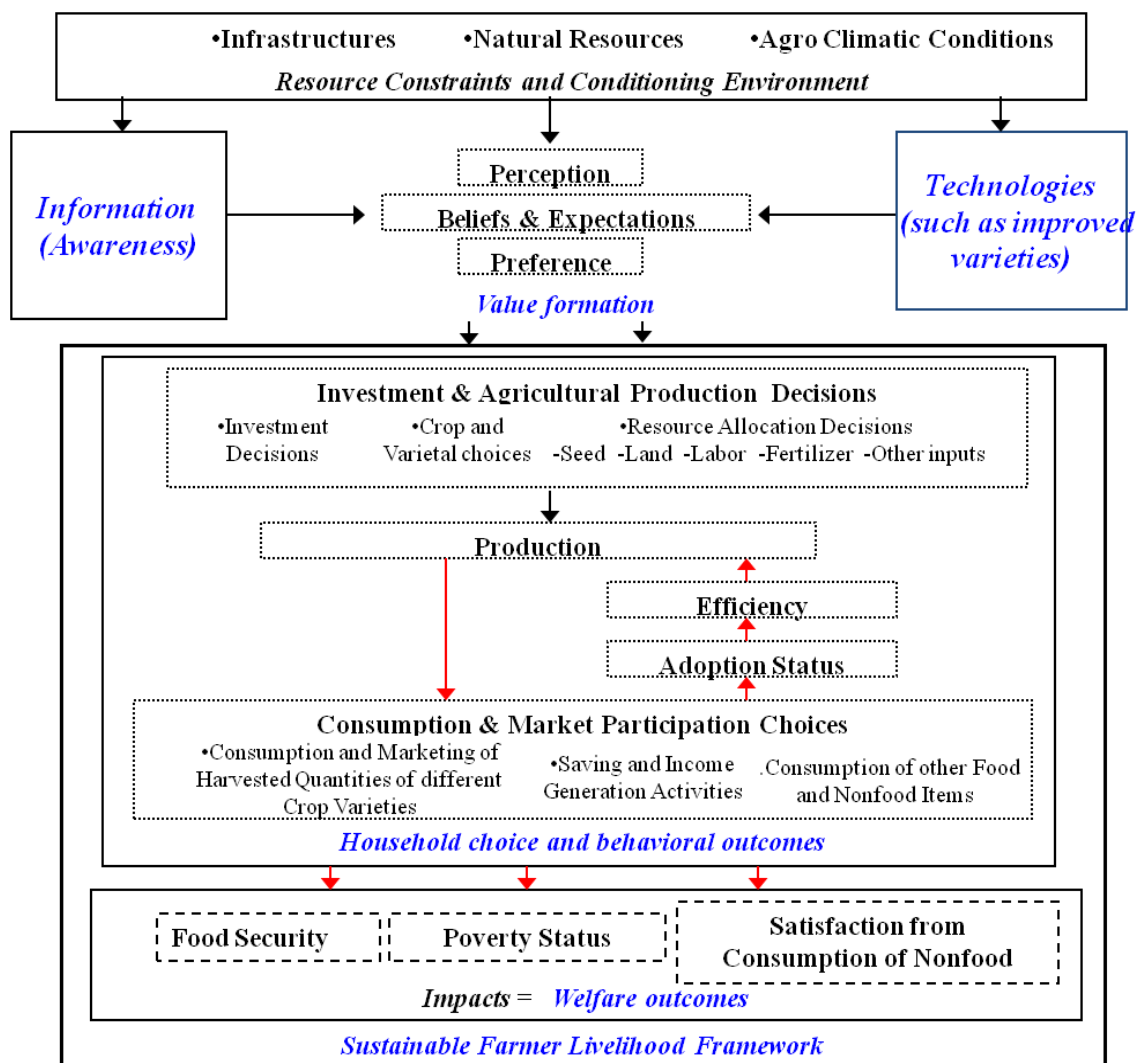 •Infrastructures •Natural Resources •Agro Climatic Conditions
Resource Constraints and Conditioning Environment
Information
(Awareness)
Perception
Beliefs & Expectations
Preference
Value formation
Technologies
(such as improved
varieties)
Investment & Agricultural Production Decisions
•Investment
Decisions
•Crop and
Varietal choices
•Resource Allocation Decisions
-Seed -Land -Labor -Fertilizer -Other inputs
Production
Efficiency
Adoption Status
Consumption & Market Participation Choices
•Consumption and Marketing of
Harvested Quantities of different
Crop Varieties
•Saving and Income
Generation Activities
.Consumption of other Food
and Nonfood Items
Household choice and behavioral outcomes
Food Security
Poverty Status
Satisfaction from
Consumption of Nonfood
Impacts = Welfare outcomes
Sustainable Farmer Livelihood Framework